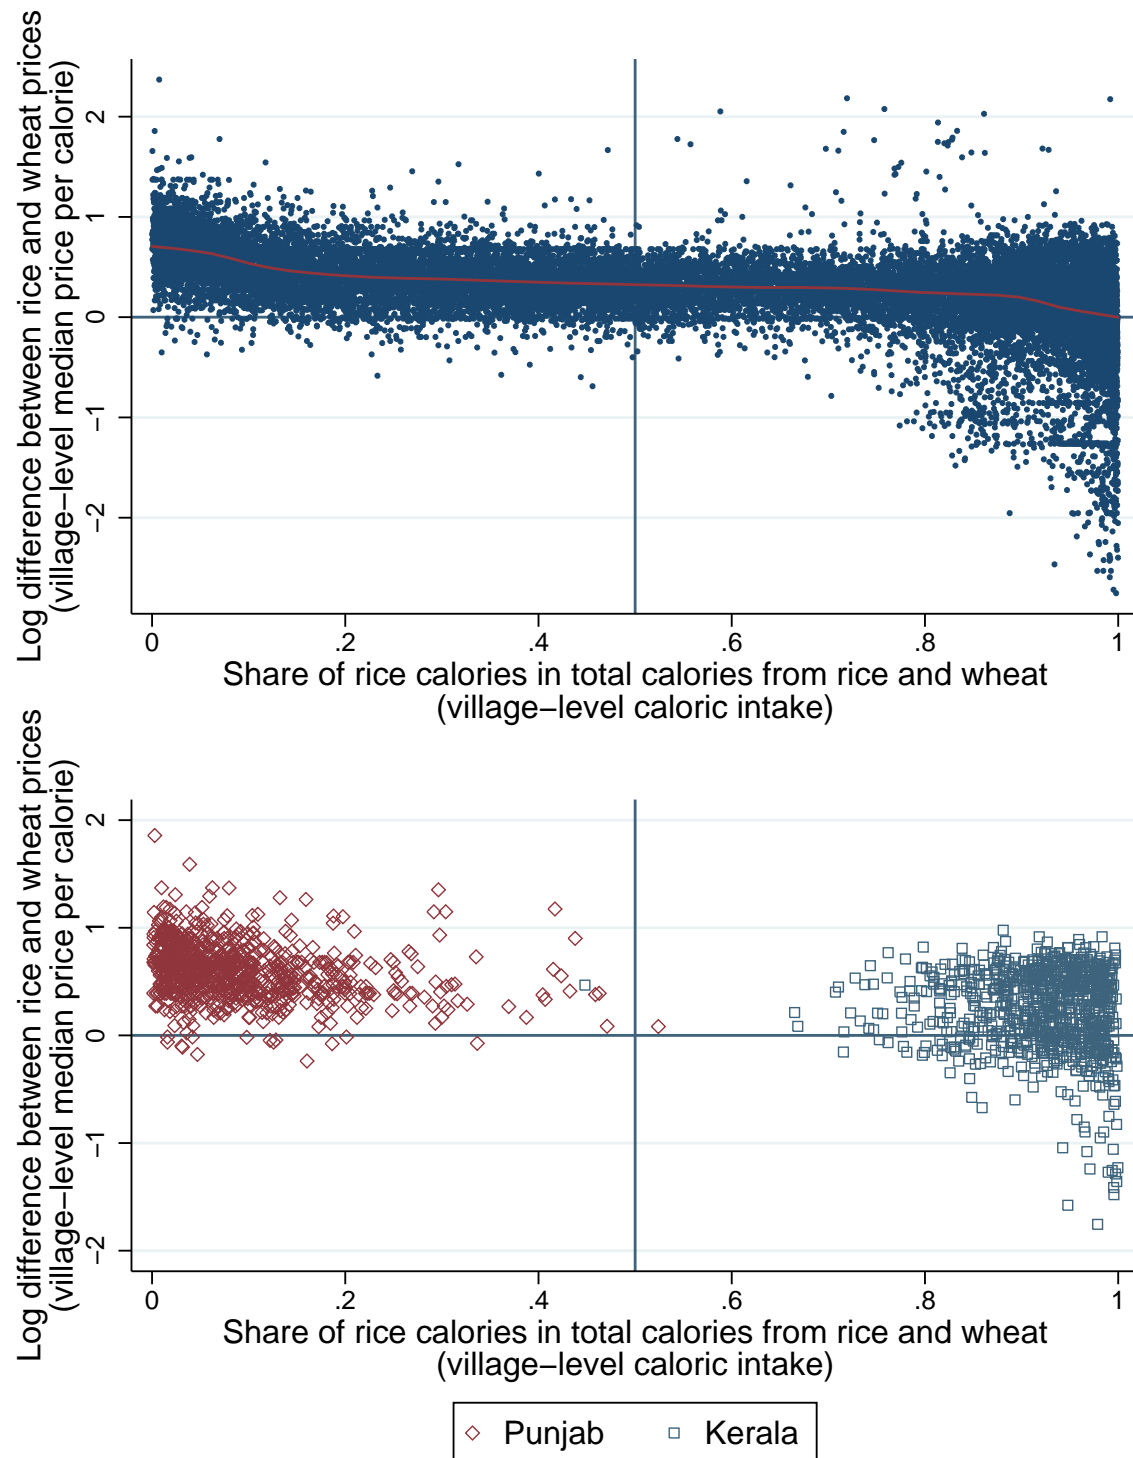 Log difference between rice and wheat prices
(village−level median price per calorie)
2
1
0
−1
−2
0 .2 .4 .6 .8 1
Share of rice calories in total calories from rice and wheat
(village−level caloric intake)
Log difference between rice and wheat prices
(village−level median price per calorie)
2
1
0
−1
−2
0 .2 .4 .6 .8 1
Share of rice calories in total calories from rice and wheat
(village−level caloric intake)
Punjab Kerala